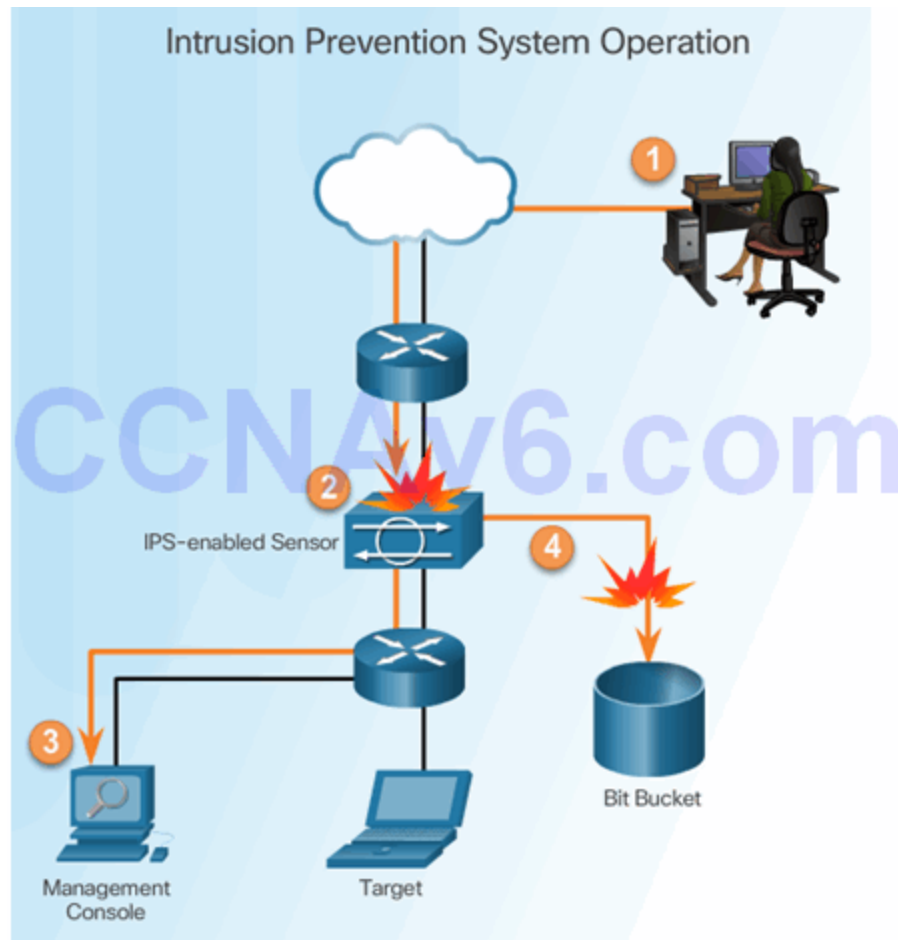 Intrusion Prevention System Operation
1
CCNAv6.com
2
IPS-enabled Sensor
4
3
Bit Bucket
Management
Console
Target